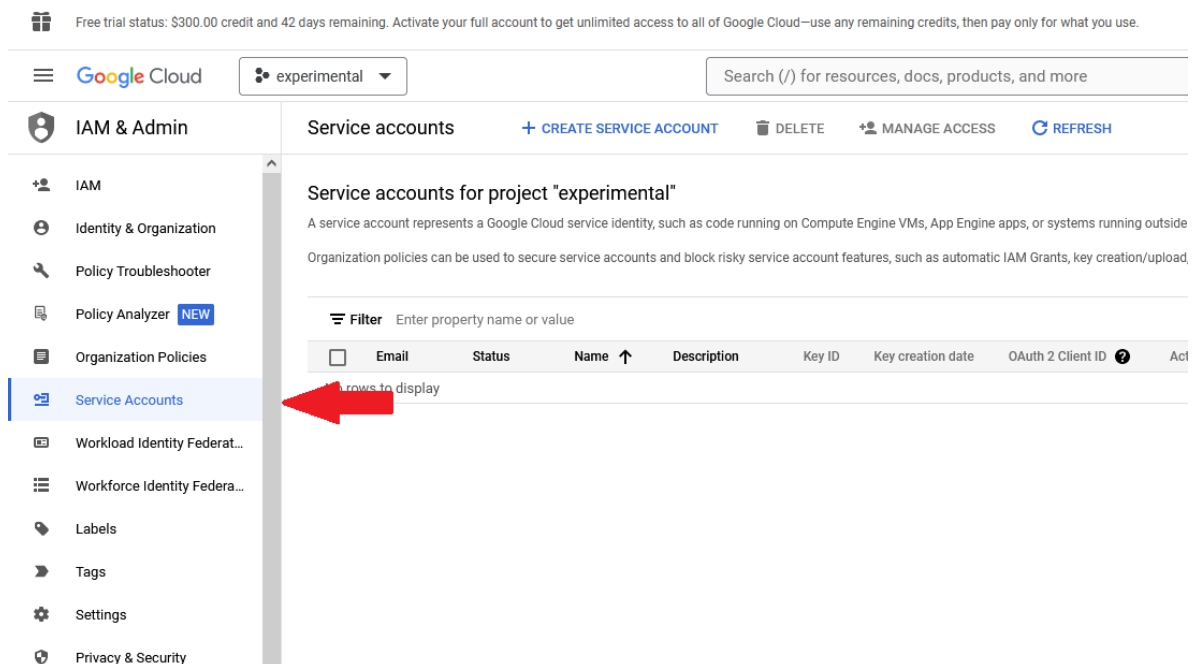 Free trial status: $300.00 credit and 42 days remaining. Activate your full account to get unlimited access to all of Google Cloud—use any remaining credits, then pay only for what you use.
Google Cloud
experimental
Search (/) for resources, docs, products, and more
IAM & Admin
IAM
Identity & Organization
Policy Troubleshooter
Policy Analyzer NEW
Organization Policies
Service Accounts
Workload Identity Federat...
Workforce Identity Federa...
Labels
Tags
Settings
Privacy & Security
Service accounts
CREATE SERVICE ACCOUNT
DELETE
MANAGE ACCESS
REFRESH
Service accounts for project "experimental"
A service account represents a Google Cloud service identity, such as code running on Compute Engine VMs, App Engine apps, or systems running outside
Organization policies can be used to secure service accounts and block risky service account features, such as automatic IAM Grants, key creation/upload,
Filter Enter property name or value
Email Status Name Description Key ID Key creation date OAuth 2 Client ID Act
rows to display